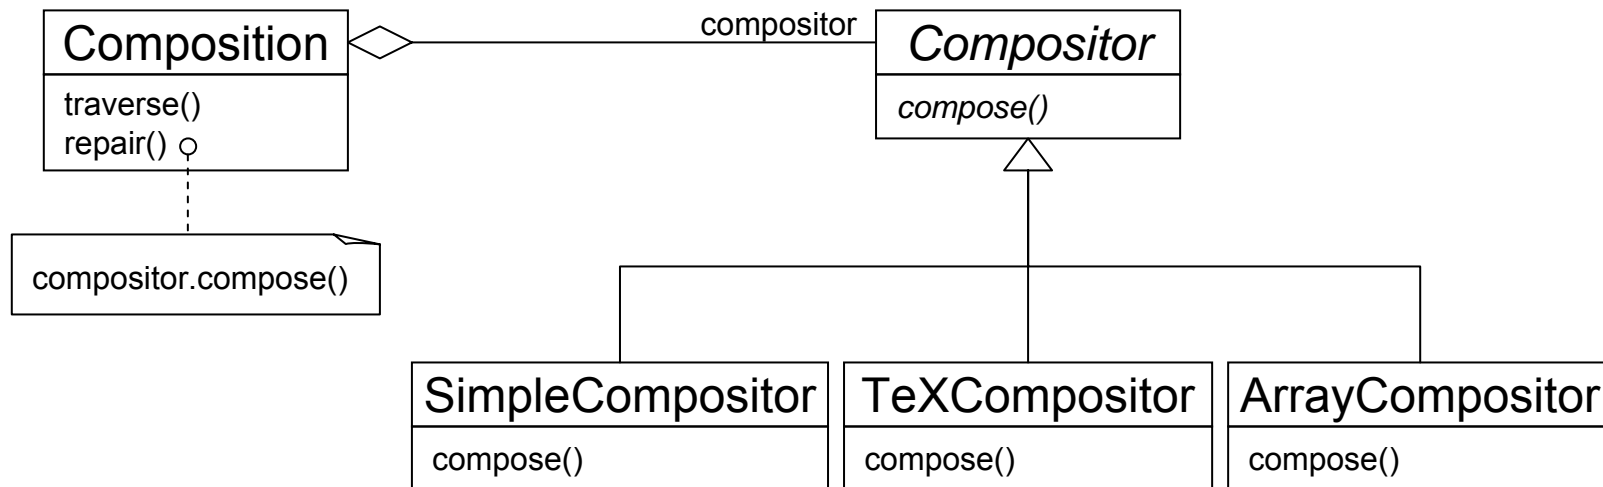 Composition
traverse()
repair()
compositor.compose()
compositor
Compositor
compose()
SimpleCompositor
compose()
TeXCompositor
compose()
ArrayCompositor
compose()